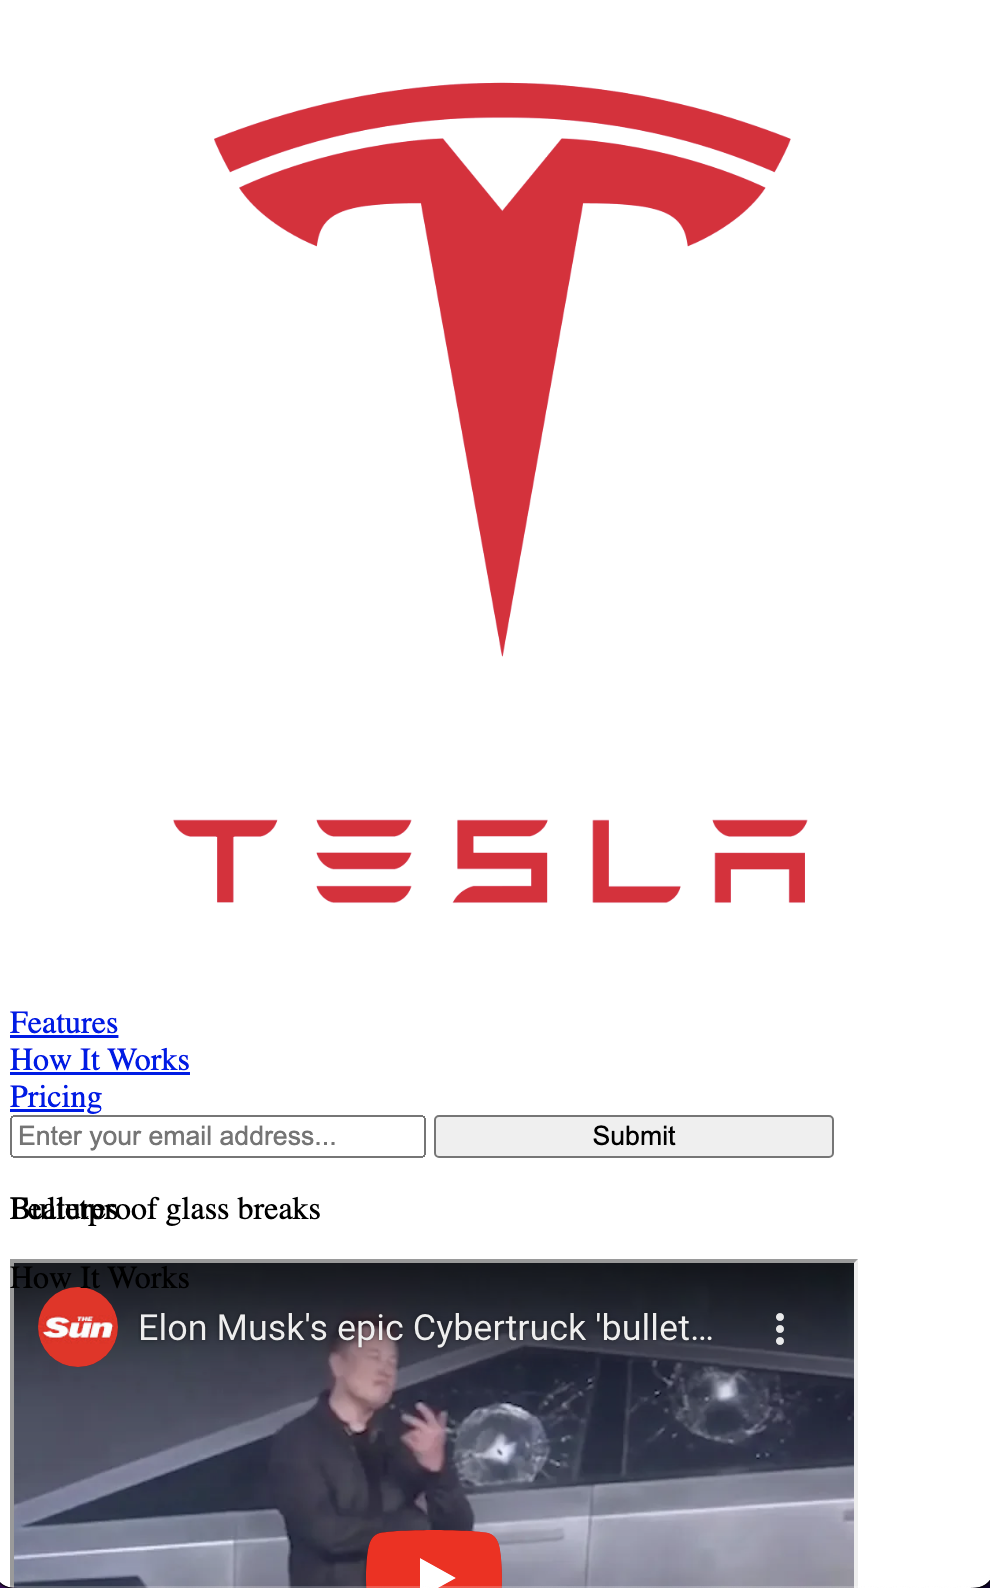 TESLA
Features
How It Works
Pricing
Enter your email address...
Submit
Features
Bulletproof glass breaks
How It Works
THE Sun
Elon Musk's epic Cybertruck 'bullet...